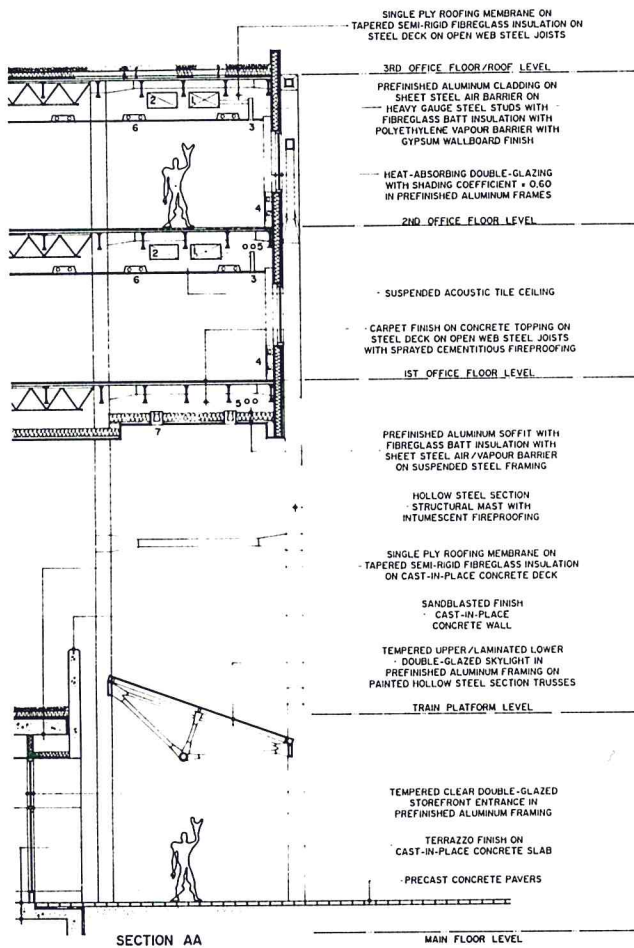 SINGLE PLY ROOFING MEMBRANE ON
TAPERED SEMI-RIGID FIBREGLASS INSULATION ON
STEEL DECK ON OPEN WEB STEEL JOISTS
3RD OFFICE FLOOR/ROOF LEVEL
PREFINISHED ALUMINUM CLADDING ON
SHEET STEEL AIR BARRIER ON
HEAVY GAUGE STEEL STUDS WITH
FIBREGLASS BATT INSULATION WITH
POLYETHYLENE VAPOUR BARRIER WITH
GYPSUM WALLBOARD FINISH
2
1
6
3
HEAT-ABSORBING DOUBLE-GLAZING
WITH SHADING COEFFICIENT = 0.60
IN PREFINISHED ALUMINUM FRAMES
4
2ND OFFICE FLOOR LEVEL
2
1
5
6
3
SUSPENDED ACOUSTIC TILE CEILING
CARPET FINISH ON CONCRETE TOPPING ON
STEEL DECK ON OPEN WEB STEEL JOISTS
WITH SPRAYED CEMENTITIOUS FIREPROOFING
4
1ST OFFICE FLOOR LEVEL
5
7
PREFINISHED ALUMINUM SOFFIT WITH
FIBREGLASS BATT INSULATION WITH
SHEET STEEL AIR/VAPOUR BARRIER
ON SUSPENDED STEEL FRAMING
HOLLOW STEEL SECTION
STRUCTURAL MAST WITH
INTUMESCENT FIREPROOFING
SINGLE PLY ROOFING MEMBRANE ON
TAPERED SEMI-RIGID FIBREGLASS INSULATION
ON CAST-IN-PLACE CONCRETE DECK
SANDBLASTED FINISH
CAST-IN-PLACE
CONCRETE WALL
TEMPERED UPPER/LAMINATED LOWER
DOUBLE-GLAZED SKYLIGHT IN
PREFINISHED ALUMINUM FRAMING ON
PAINTED HOLLOW STEEL SECTION TRUSSES
TRAIN PLATFORM LEVEL
TEMPERED CLEAR DOUBLE-GLAZED
STOREFRONT ENTRANCE IN
PREFINISHED ALUMINUM FRAMING
TERRAZZO FINISH ON
CAST-IN-PLACE CONCRETE SLAB
PRECAST CONCRETE PAVERS
SECTION AA
MAIN FLOOR LEVEL